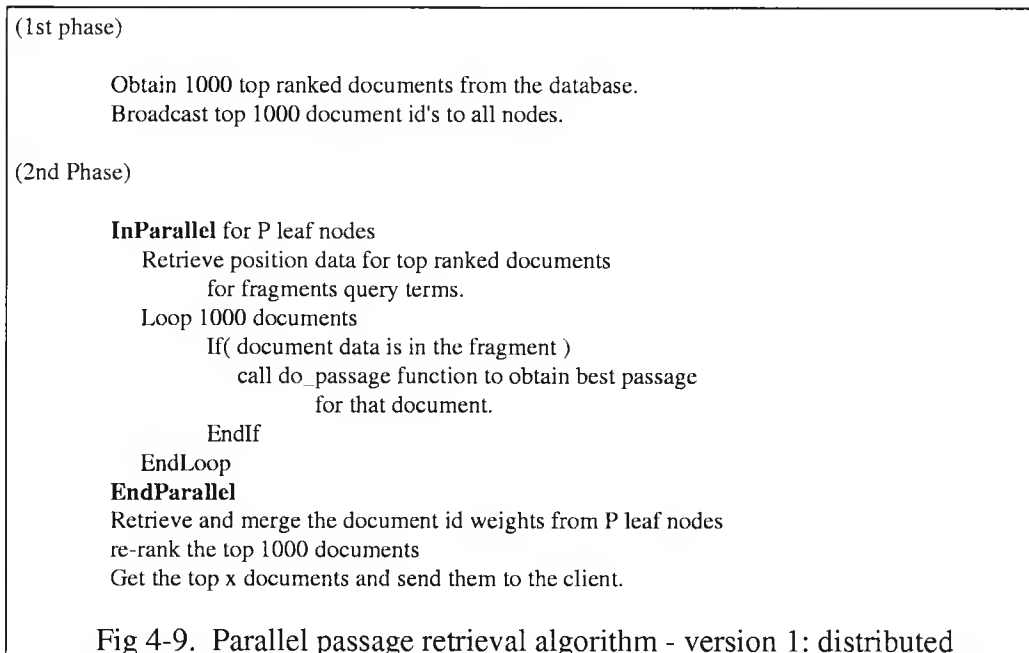 (1st phase)
Obtain 1000 top ranked documents from the database.
Broadcast top 1000 document id's to all nodes.
(2nd Phase)
InParallel for P leaf nodes
Retrieve position data for top ranked documents
for fragments query terms.
Loop 1000 documents
If( document data is in the fragment )
call do_passage function to obtain best passage
for that document.
EndIf
EndLoop
EndParallel
Retrieve and merge the document id weights from P leaf nodes
re-rank the top 1000 documents
Get the top x documents and send them to the client.
Fig 4-9. Parallel passage retrieval algorithm - version 1: distributed